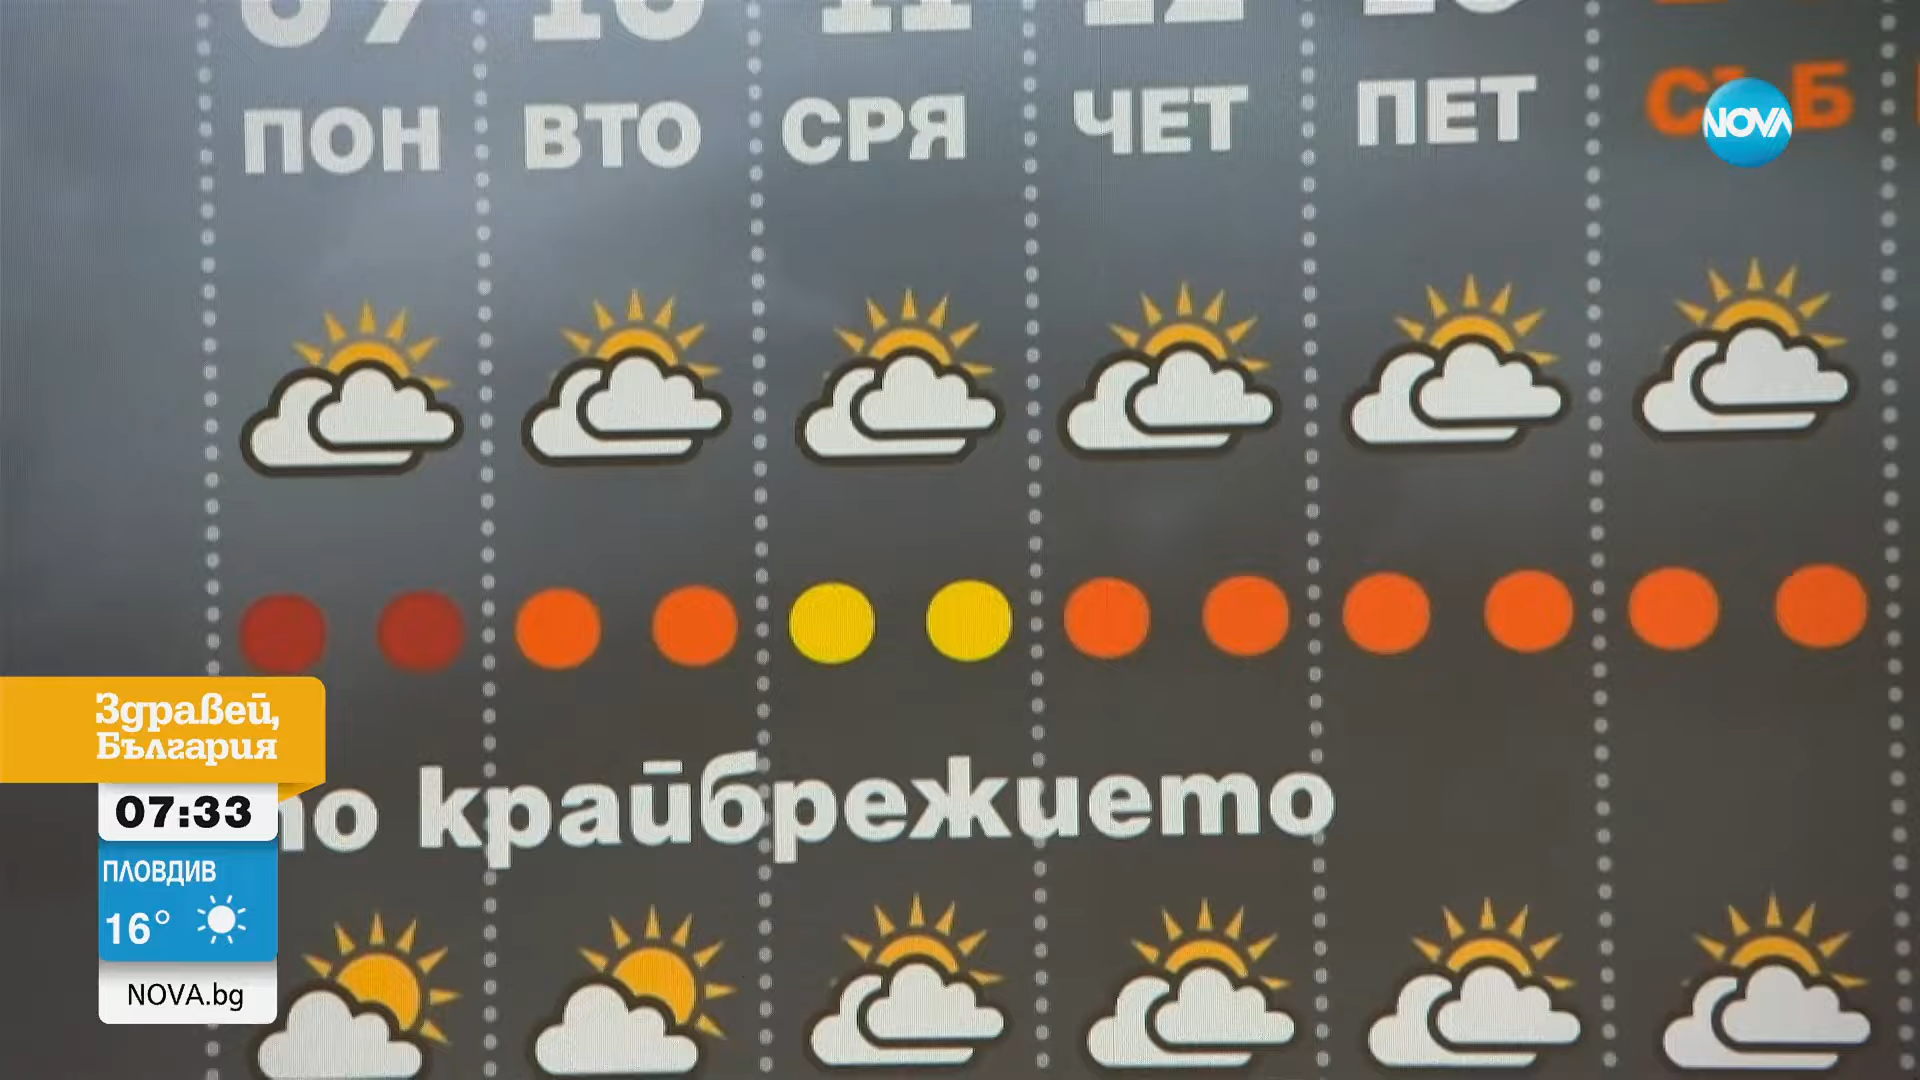 ПОН ВТО СРЯ ЧЕТ ПЕТ
NOVA
Здравей,
България
07:33
по крайбрежието
ПЛОВДИВ
16°
NOVA.bg